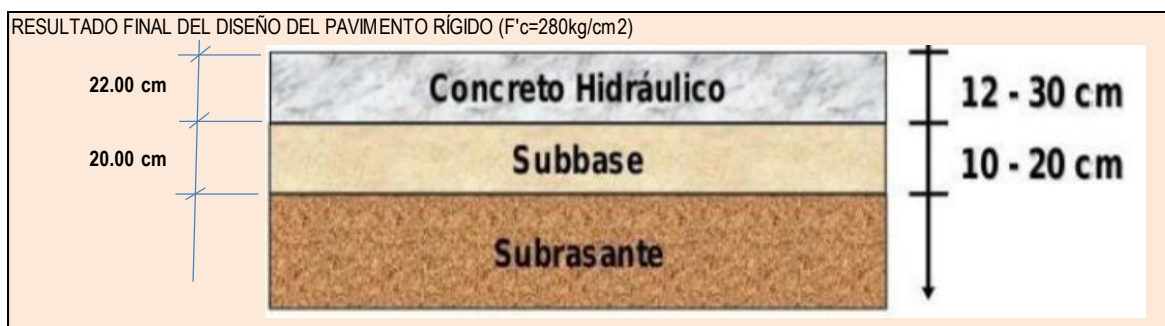 RESULTADO FINAL DEL DISEÑO DEL PAVIMENTO RÍGIDO (F'c=280kg/cm2)
22.00 cm
Concreto Hidráulico
12 - 30 cm
20.00 cm
Subbase
10 - 20 cm
Subrasante